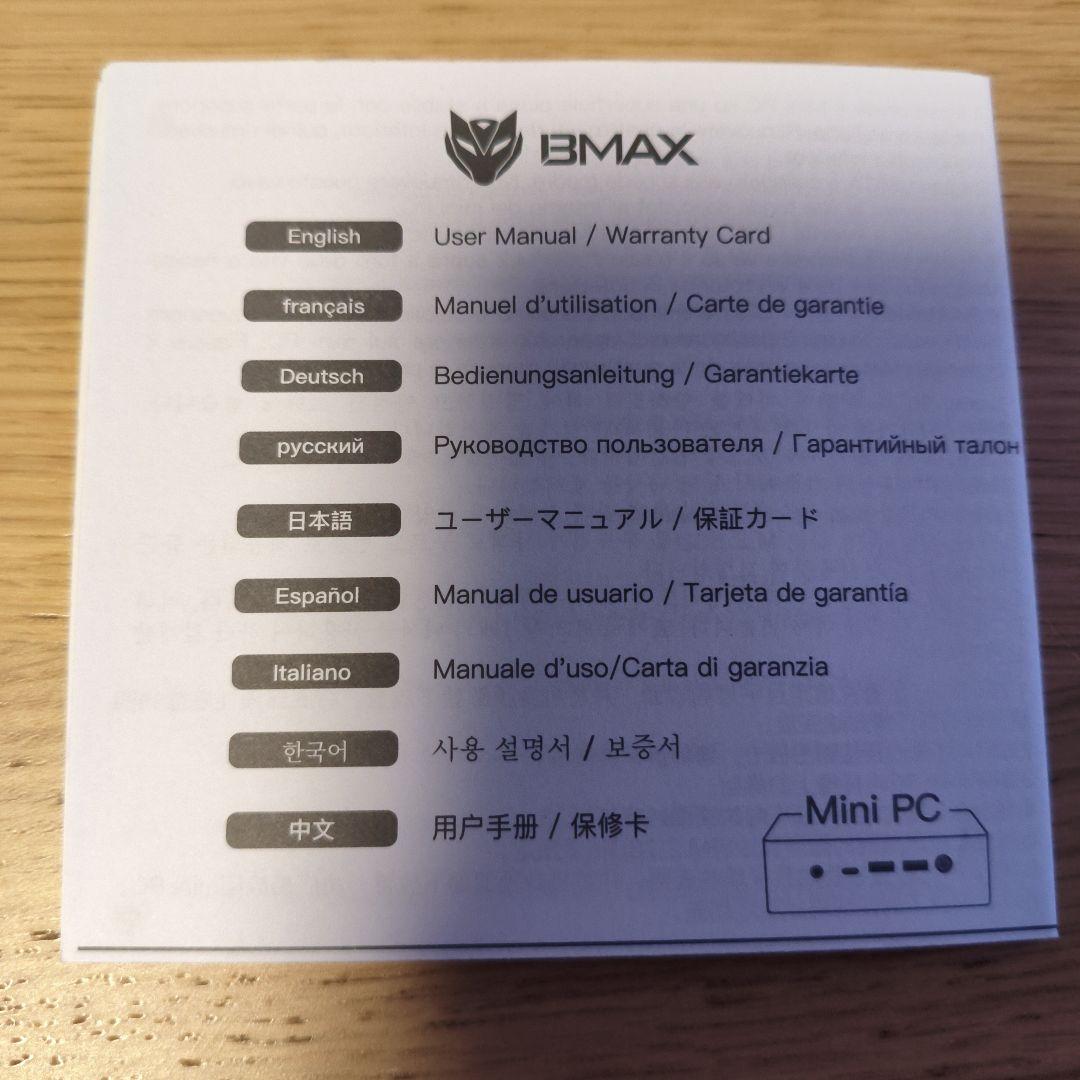 BMAX
English User Manual / Warranty Card
français Manuel d'utilisation / Carte de garantie
Deutsch Bedienungsanleitung / Garantiekarte
русский Руководство пользователя / Гарантийный талон
日本語 ユーザーマニュアル / 保証カード
Español Manual de usuario / Tarjeta de garantía
Italiano Manuale d'uso/Carta di garanzia
한국어 사용 설명서 / 보증서
中文 用户手册 / 保修卡
Mini PC